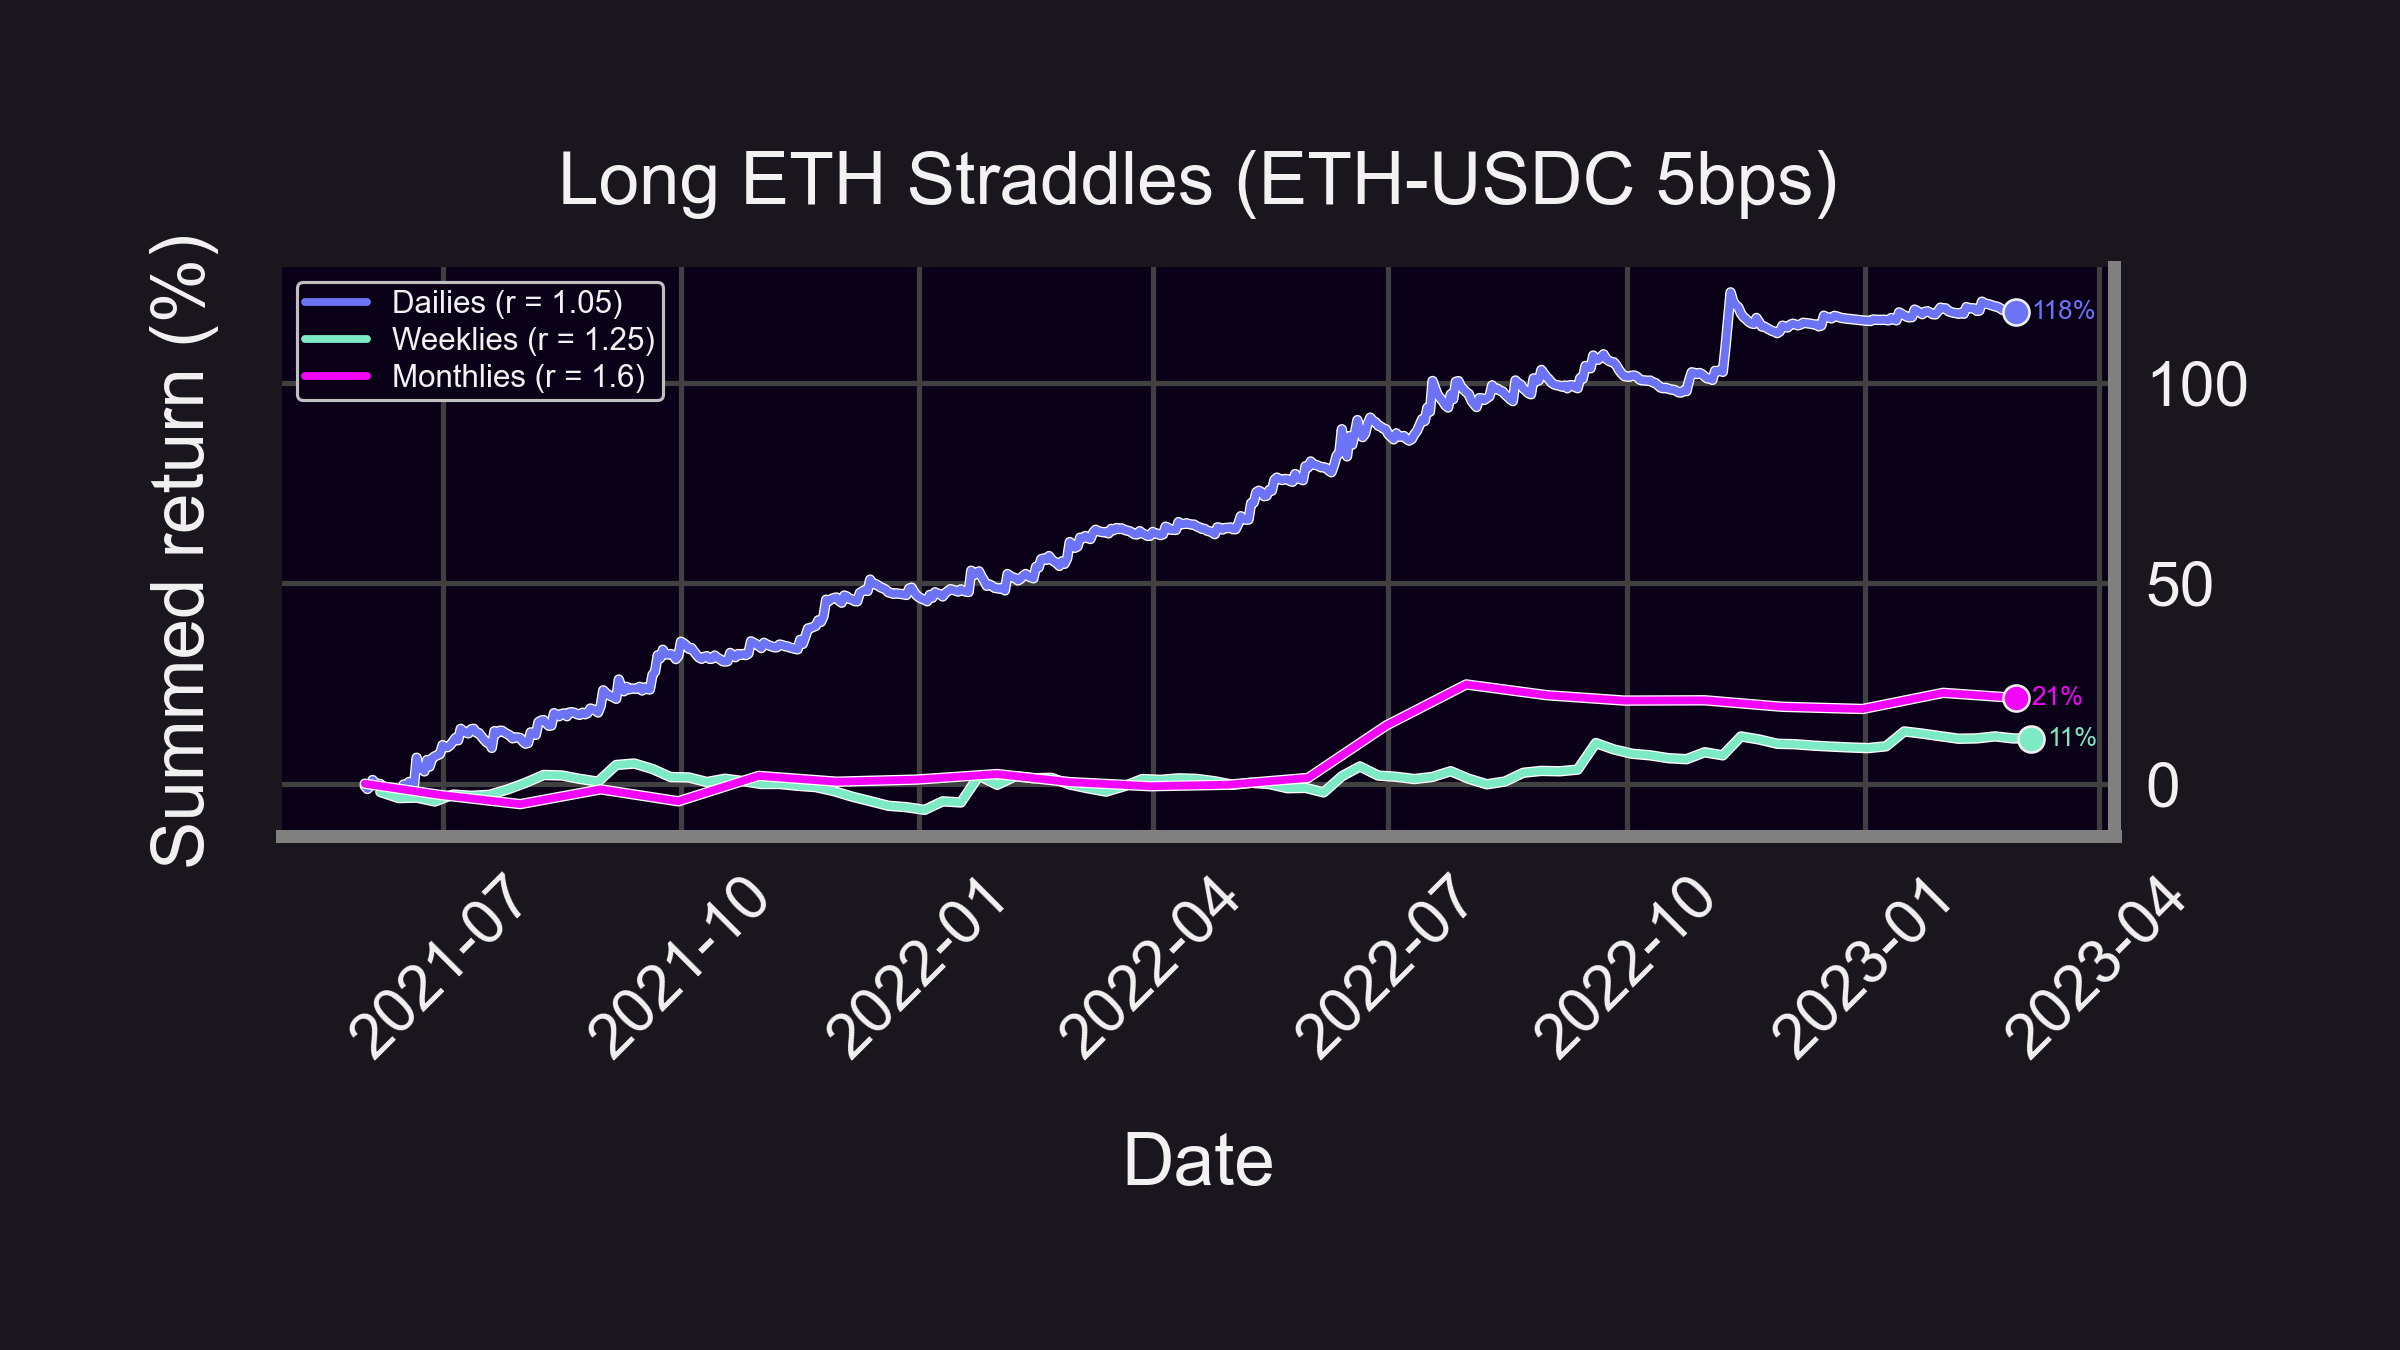 Long ETH Straddles (ETH-USDC 5bps)
Summed return (%)
Dailies (r = 1.05)
Weeklies (r = 1.25)
Monthlies (r = 1.6)
118%
21%
11%
100
50
0
2021-07
2021-10
2022-01
2022-04
2022-07
2022-10
2023-01
2023-04
Date